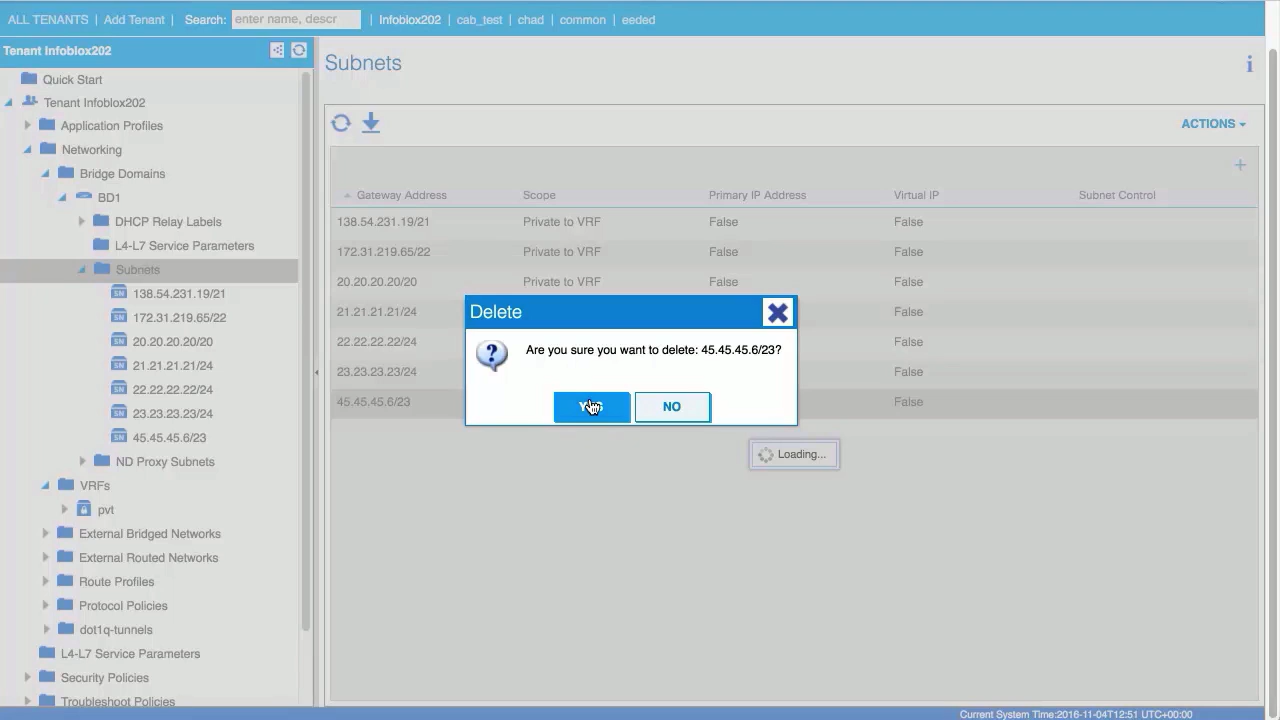 ALL TENANTS | Add Tenant | Search: enter name, descr | Infoblox202 | cab_test | chad | common | eeded
Tenant Infoblox202
Quick Start
Tenant Infoblox202
Application Profiles
Networking
Bridge Domains
BD1
DHCP Relay Labels
L4-L7 Service Parameters
Subnets
SN 138.54.231.19/21
SN 172.31.219.65/22
SN 20.20.20.20/20
SN 21.21.21.21/24
SN 22.22.22.22/24
SN 23.23.23.23/24
SN 45.45.45.6/23
ND Proxy Subnets
VRFs
pvt
External Bridged Networks
External Routed Networks
Route Profiles
Protocol Policies
dot1q-tunnels
L4-L7 Service Parameters
Security Policies
Troubleshoot Policies
Subnets
i
ACTIONS
+
Gateway Address Scope Primary IP Address Virtual IP Subnet Control
138.54.231.19/21 Private to VRF False False
172.31.219.65/22 Private to VRF False False
20.20.20.20/20 Private to VRF False False
21.21.21.21/24 False
22.22.22.22/24 False
23.23.23.23/24 False
45.45.45.6/23 False
Delete
Are you sure you want to delete: 45.45.45.6/23?
NO
Loading...
Current System Time:2016-11-04T12:51 UTC+00:00